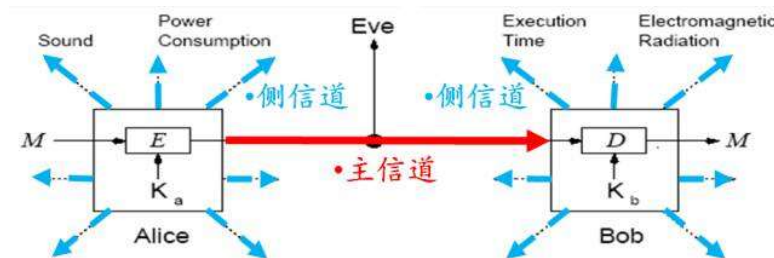 Sound
Power
Consumption
Eve
Execution
Time
Electromagnetic
Radiation
•侧信道
•侧信道
M
E
D
M
•主信道
K a
K b
Alice
Bob